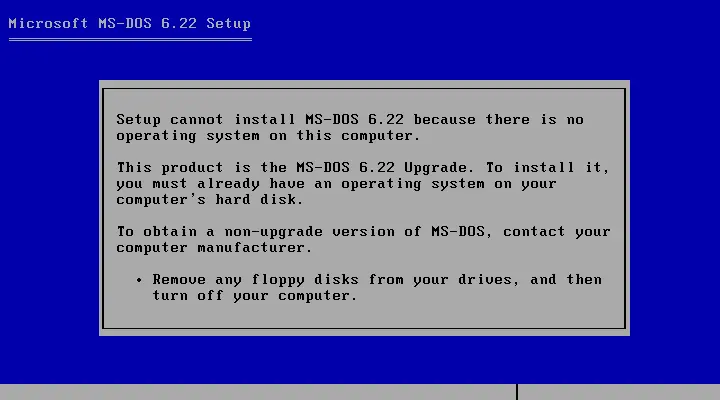 Microsoft MS-DOS 6.22 Setup
Setup cannot install MS-DOS 6.22 because there is no
operating system on this computer.
This product is the MS-DOS 6.22 Upgrade. To install it,
you must already have an operating system on your
computer's hard disk.
To obtain a non-upgrade version of MS-DOS, contact your
computer manufacturer.
• Remove any floppy disks from your drives, and then
turn off your computer.